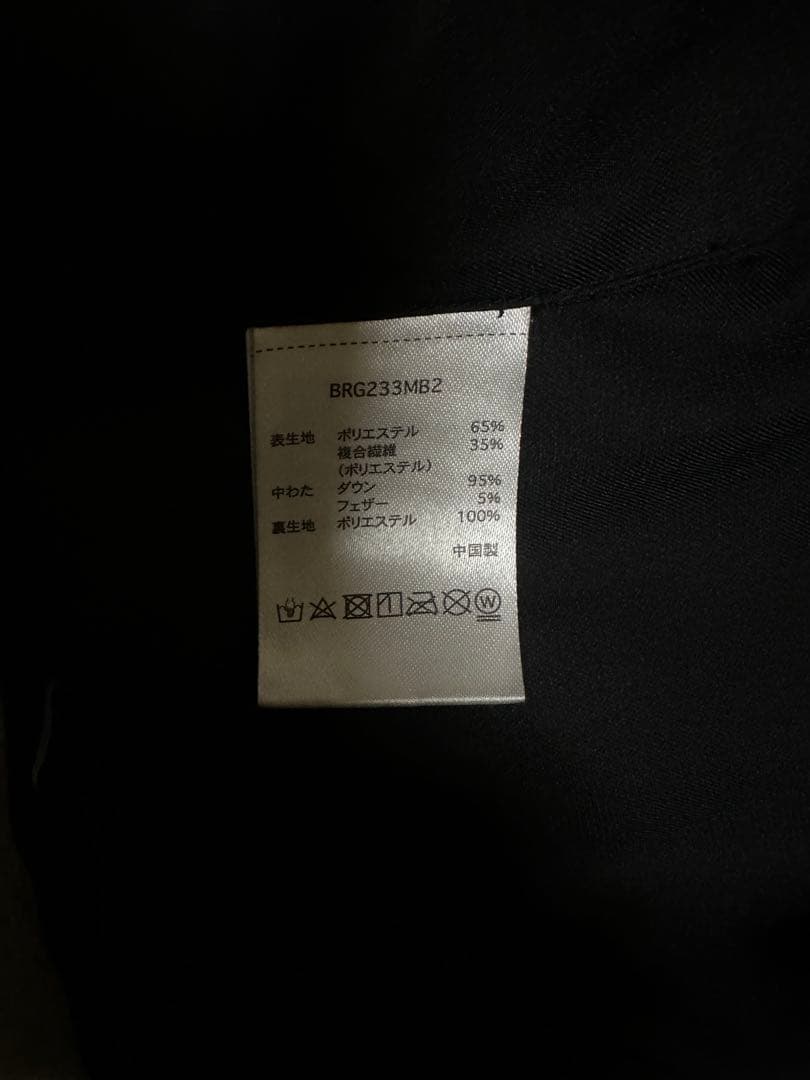 BRG233MB2
表生地 ポリエステル 65%
複合繊維 35%
(ポリエステル)
中わた ダウン 95%
フェザー 5%
裏生地 ポリエステル 100%
中国製
W